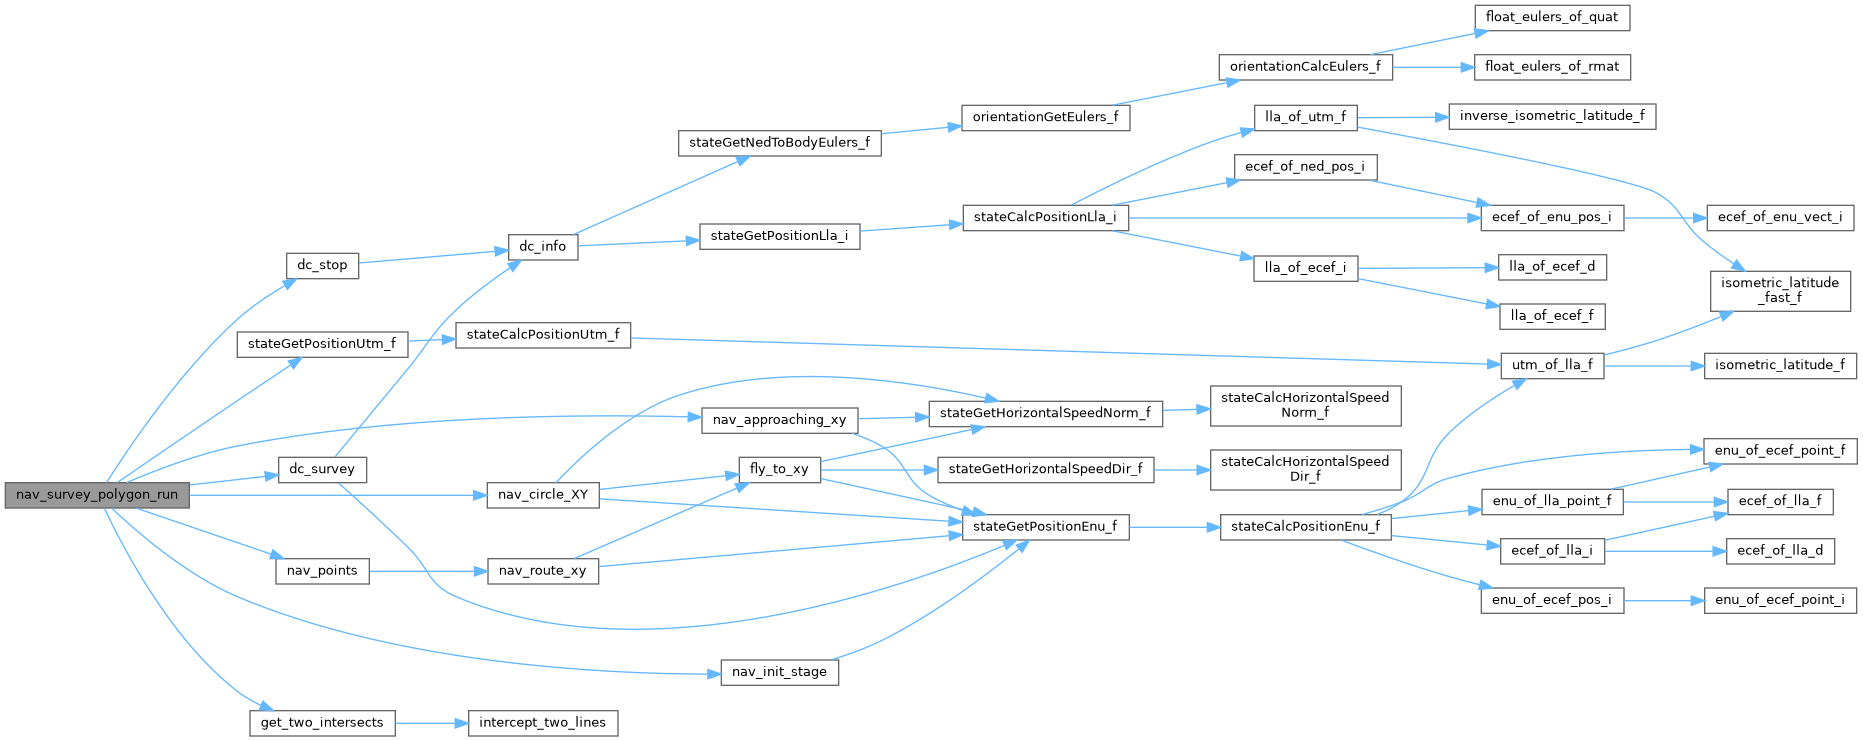 float_eulers_of_quat
orientationCalcEulers_f
float_eulers_of_rmat
lla_of_utm_f
inverse_isometric_latitude_f
orientationGetEulers_f
stateGetNedToBodyEulers_f
ecef_of_ned_pos_i
stateCalcPositionLla_i
ecef_of_enu_pos_i
ecef_of_enu_vect_i
stateGetPositionLla_i
dc_info
dc_stop
lla_of_ecef_i
lla_of_ecef_d
isometric_latitude
_fast_f
lla_of_ecef_f
stateGetPositionUtm_f
stateCalcPositionUtm_f
utm_of_lla_f
isometric_latitude_f
stateCalcHorizontalSpeed
Norm_f
nav_approaching_xy
stateGetHorizontalSpeedNorm_f
enu_of_ecef_point_f
dc_survey
fly_to_xy
stateGetHorizontalSpeedDir_f
stateCalcHorizontalSpeed
Dir_f
nav_survey_polygon_run
nav_circle_XY
enu_of_lla_point_f
ecef_of_lla_f
stateGetPositionEnu_f
stateCalcPositionEnu_f
ecef_of_lla_i
ecef_of_lla_d
nav_points
nav_route_xy
enu_of_ecef_pos_i
enu_of_ecef_point_i
nav_init_stage
get_two_intersects
intercept_two_lines